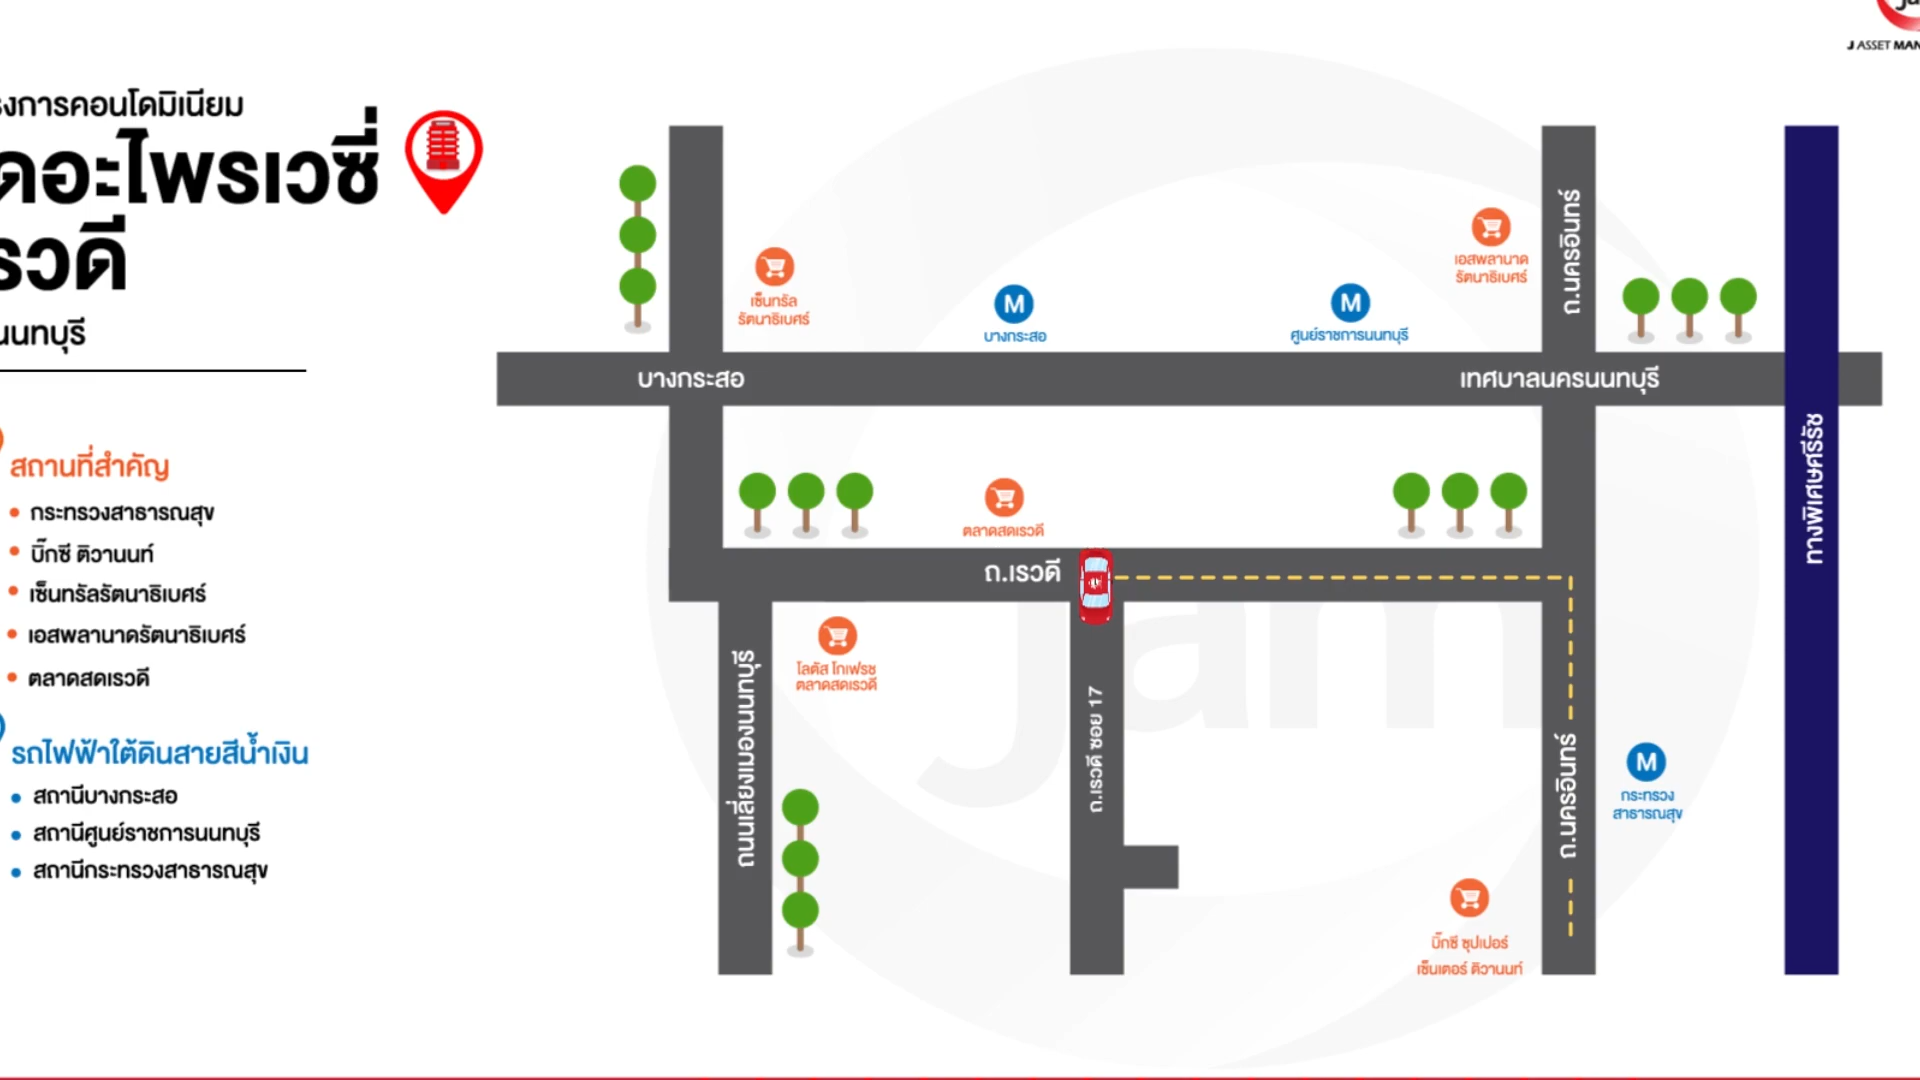 J ASSET MAN
รงการคอนโดมิเนียม
ดอะไพรเวซี่
รวดี
นนทบุรี
สถานที่สำคัญ
กระทรวงสาธารณสุข
บิ๊กซี ติวานนท์
เซ็นทรัลรัตนาธิเบศร์
เอสพลานาดรัตนาธิเบศร์
ตลาดสดเรวดี
รถไฟฟ้าใต้ดินสายสีน้ำเงิน
สถานีบางกระสอ
สถานีศูนย์ราชการนนทบุรี
สถานีกระทรวงสาธารณสุข
เซ็นทรัล
รัตนาธิเบศร์
M
บางกระสอ
M
ศูนย์ราชการนนทบุรี
เอสพลานาด
รัตนาธิเบศร์
ถ.นครอินทร์
บางกระสอ
เทศบาลนครนนทบุรี
ทางพิเศษศรีรัช
ตลาดสดเรวดี
ถ.เรวดี
โลตัส โกเฟรช
ตลาดสดเรวดี
ถนนเลี่ยงเมืองนนทบุรี
ถ.เรวดี ซอย 17
ถ.นครอินทร์
M
กระทรวง
สาธารณสุข
บิ๊กซี ซุปเปอร์
เซ็นเตอร์ ติวานนท์
Jam